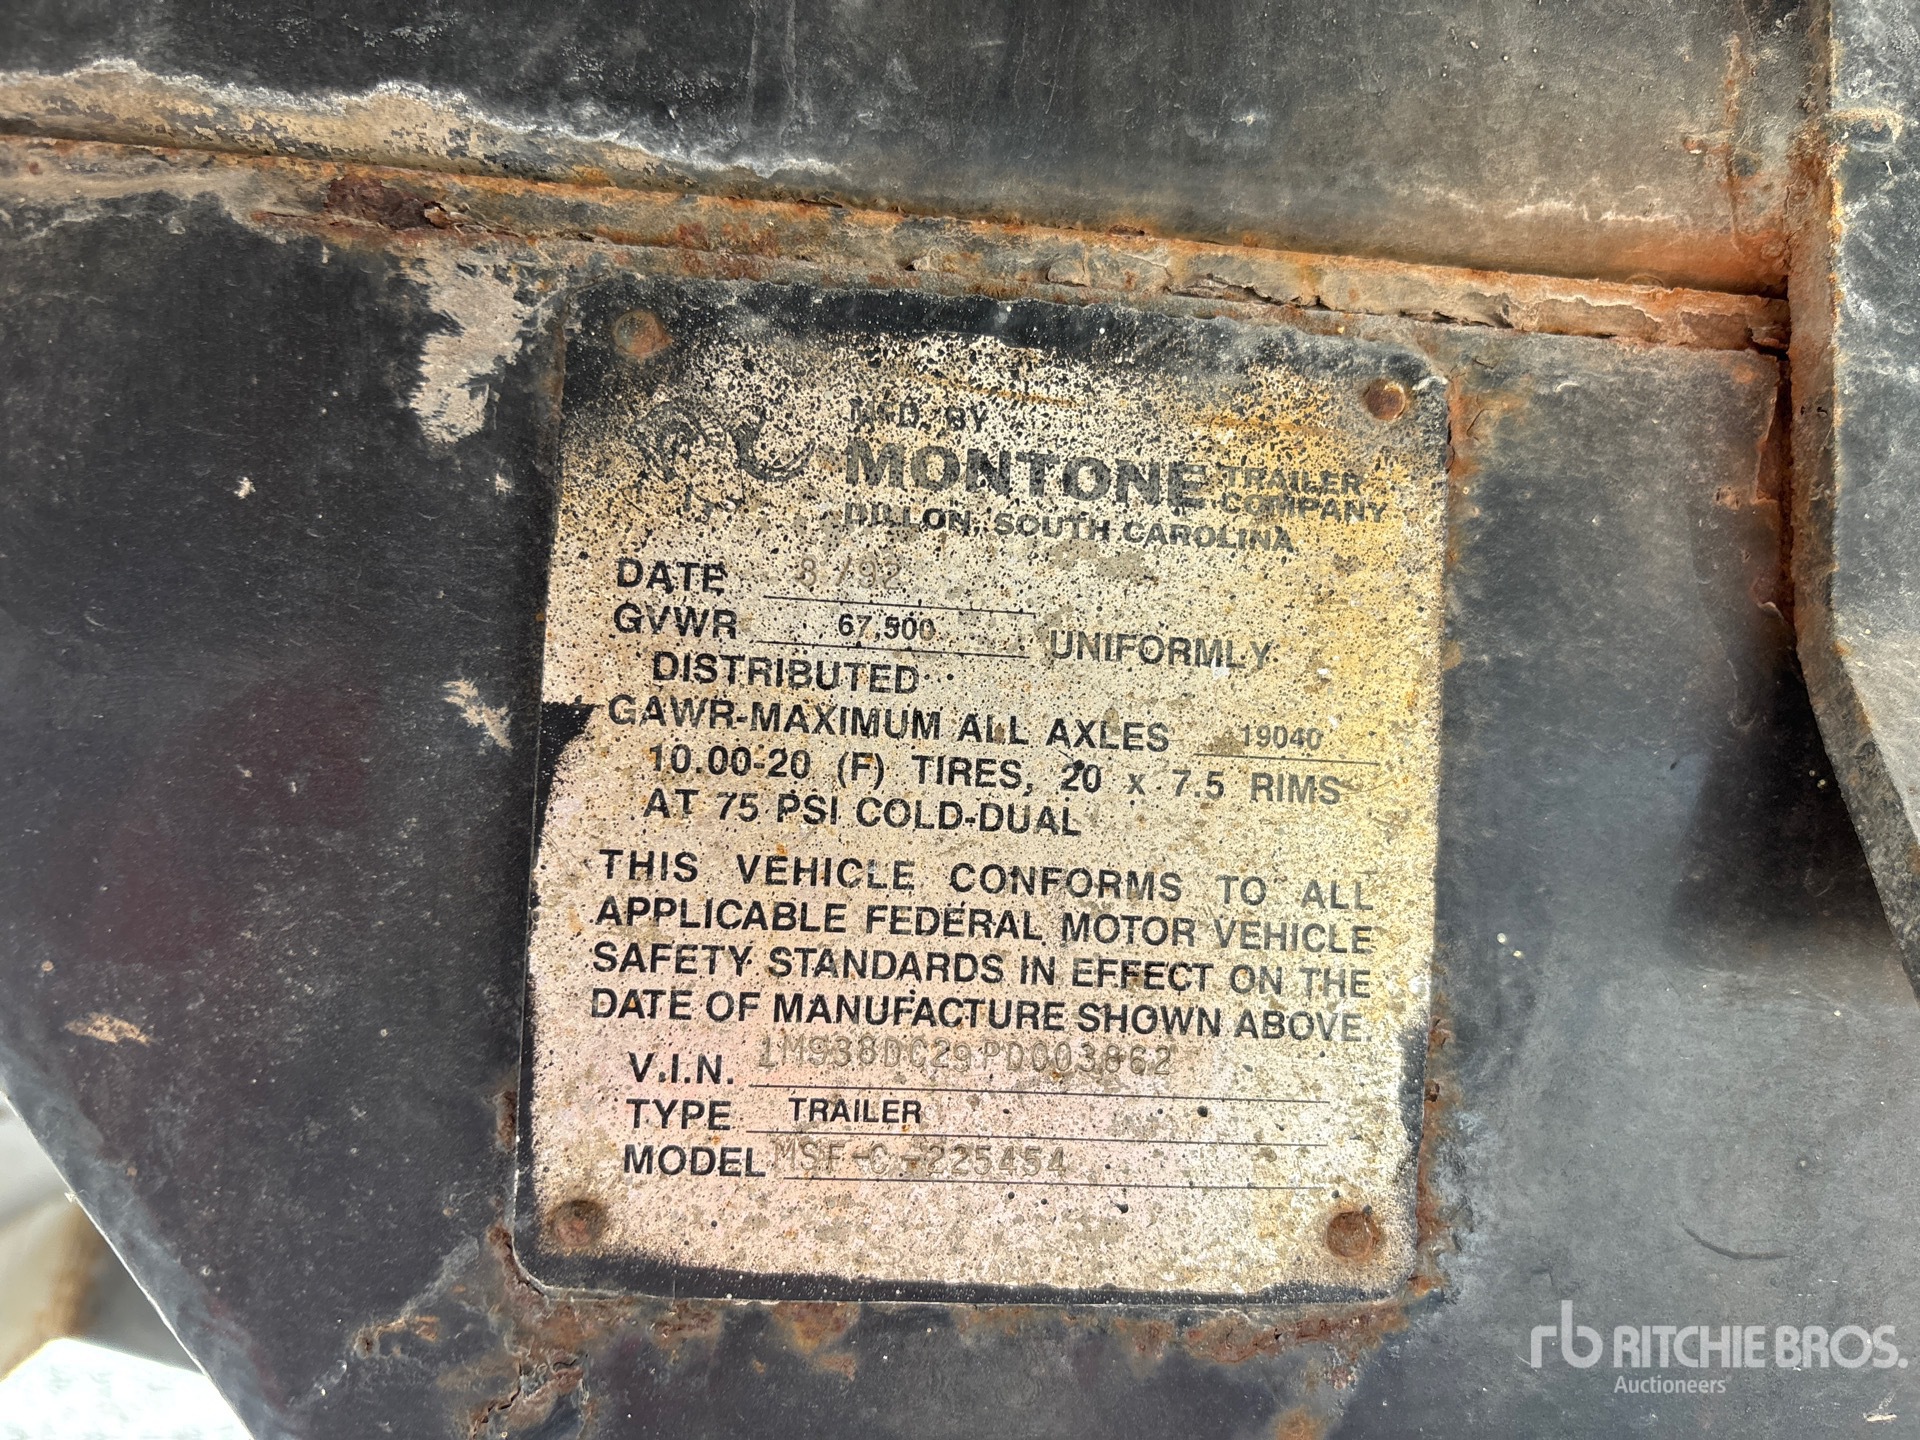 MFD. BY
MONTONE TRAILER COMPANY
DILLON, SOUTH CAROLINA
DATE 8/92
GVWR 67,500 UNIFORMLY
DISTRIBUTED
GAWR-MAXIMUM ALL AXLES 19040
10.00-20 (F) TIRES, 20 x 7.5 RIMS
AT 75 PSI COLD-DUAL
THIS VEHICLE CONFORMS TO ALL
APPLICABLE FEDERAL MOTOR VEHICLE
SAFETY STANDARDS IN EFFECT ON THE
DATE OF MANUFACTURE SHOWN ABOVE.
V.I.N. 1M938DC29PD003862
TYPE TRAILER
MODEL MSF-C-225454
rb RITCHIE BROS.
Auctioneers